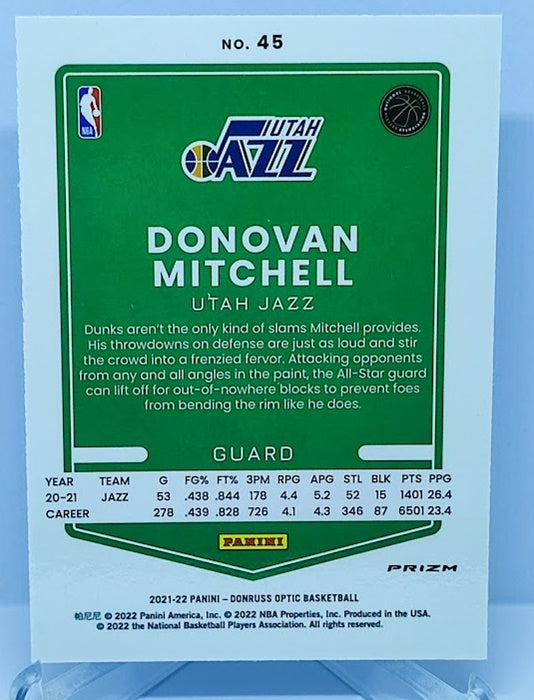 NO. 45
NBA
UTAH
JAZZ
DONOVAN
MITCHELL
UTAH JAZZ
Dunks aren't the only kind of slams Mitchell provides.
His throwdowns on defense are just as loud and stir
the crowd into a frenzied fervor. Attacking opponents
from any and all angles in the paint, the All-Star guard
can lift off for out-of-nowhere blocks to prevent foes
from bending the rim like he does.
GUARD
YEAR TEAM G FG% FT% 3PM RPG APG STL BLK PTS PPG
20-21 JAZZ 53 .438 .844 178 4.4 5.2 52 15 1401 26.4
CAREER 278 .439 .828 726 4.1 4.3 346 87 6501 23.4
PANINI
PRIZM
2021-22 PANINI – DONRUSS OPTIC BASKETBALL
帕尼尼 © 2022 Panini America, Inc. © 2022 NBA Properties, Inc. Produced in the USA.
© 2022 the National Basketball Players Association. All rights reserved.